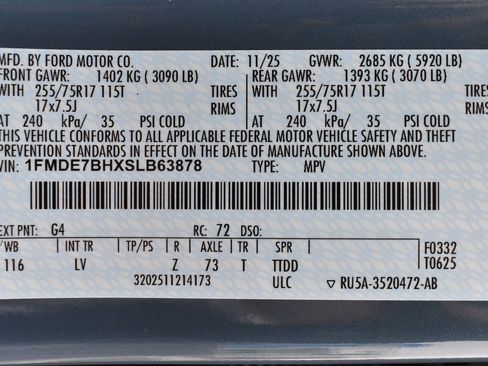 MFD. BY FORD MOTOR CO. DATE: 11/25 GVWR: 2685 KG ( 5920 LB)
FRONT GAWR: 1402 KG ( 3090 LB) REAR GAWR: 1393 KG ( 3070 LB)
WITH 255/75R17 115T TIRES WITH 255/75R17 115T TIRES
17x7.5J RIMS 17x7.5J RIMS
AT 240 kPa/ 35 PSI COLD AT 240 kPa/ 35 PSI COLD
THIS VEHICLE CONFORMS TO ALL APPLICABLE FEDERAL MOTOR VEHICLE SAFETY AND THEFT
PREVENTION STANDARDS IN EFFECT ON THE DATE OF MANUFACTURE SHOWN ABOVE.
VIN: 1FMDE7BHXSLB63878 TYPE: MPV
EXT PNT: G4 RC: 72 DSO:
WB INT TR TP/PS R AXLE TR SPR F0332
116 LV Z 73 T TTDD T0625
3202511214173 ULC ▽ RU5A-3520472-AB